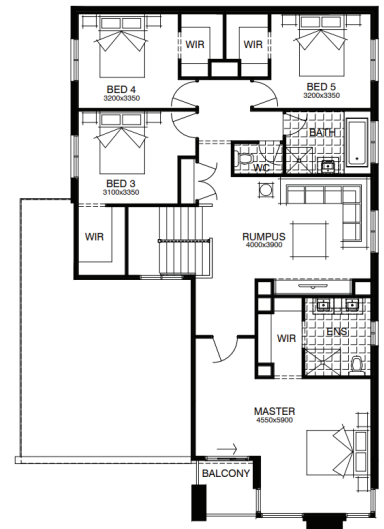 WIR
WIR
BED 4
3200x3350
BED 5
3200x3350
BED 3
3100x3350
BATH
WC
WIR
RUMPUS
4000x3900
WIR
ENS
MASTER
4550x5900
BALCONY